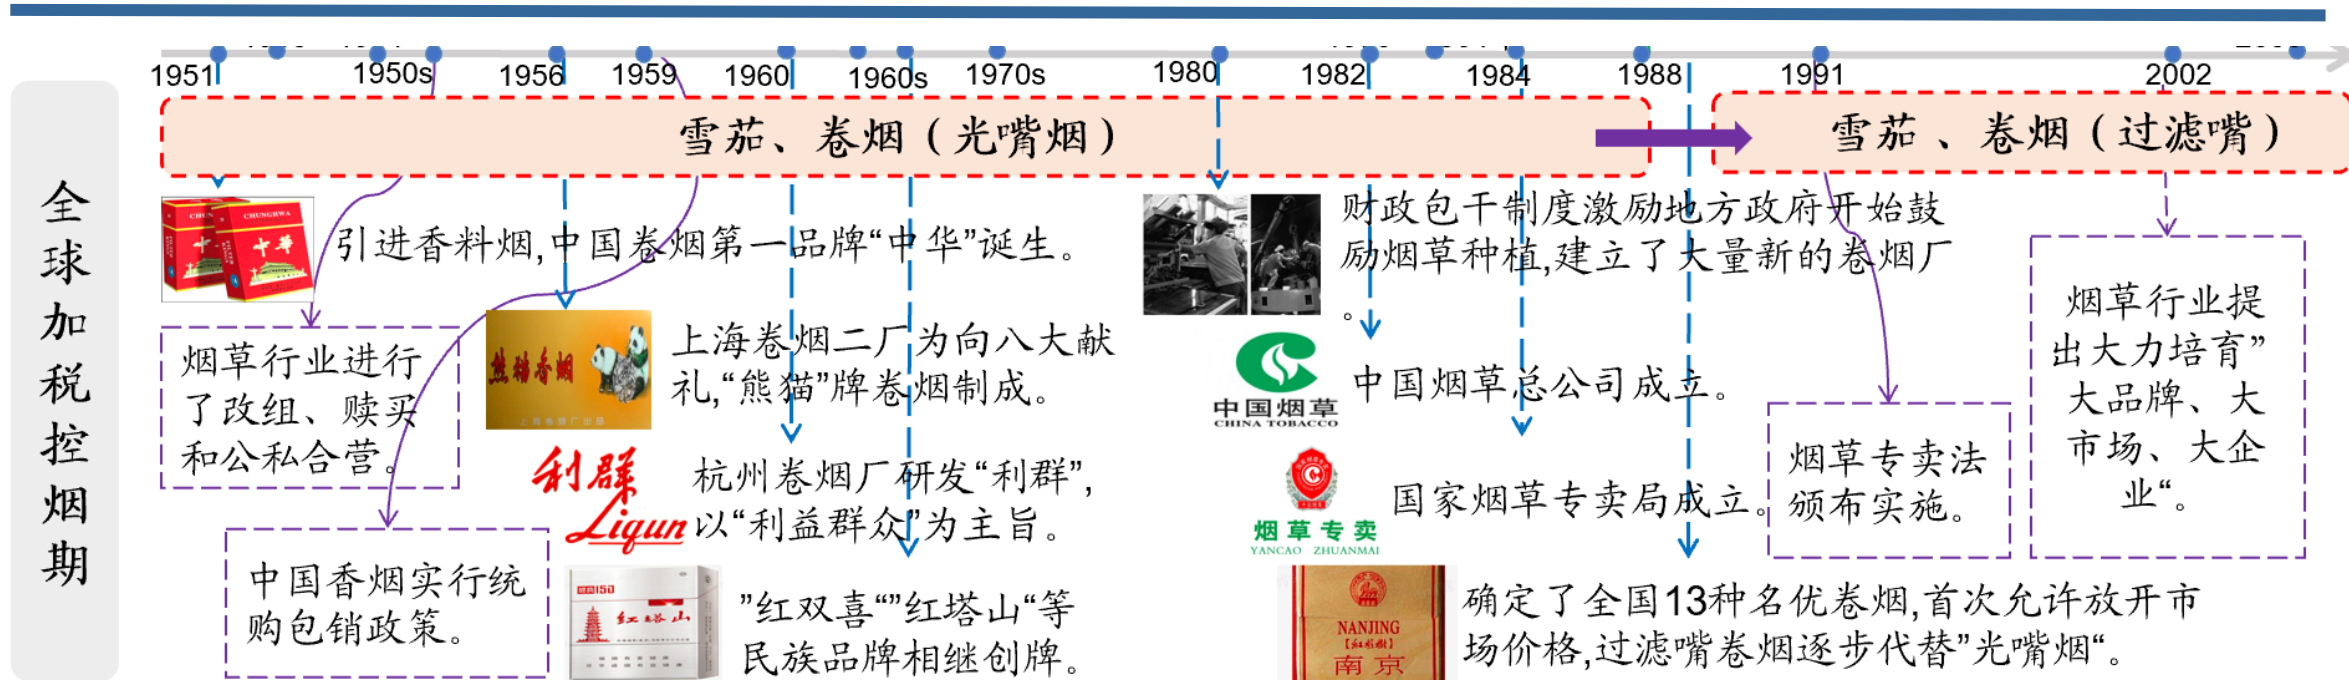 1951
1950s
1956
1959
1960
1960s
1970s
1980
1982
1984
1988
1991
2002
全球加税控烟期
雪茄、卷烟（光嘴烟）
雪茄 、卷烟（过滤嘴）
CHUNGHWA
中华
引进香料烟,中国卷烟第一品牌“中华”诞生。
烟草行业进行
了改组、赎买
和公私合营。
中国香烟实行统
购包销政策。
熊猫香烟
上海卷烟二厂为向八大献
礼,“熊猫”牌卷烟制成。
利群
Liqun
杭州卷烟厂研发“利群”,
以“利益群众”为主旨。
红塔山
”红双喜“”红塔山“等
民族品牌相继创牌。
财政包干制度激励地方政府开始鼓
励烟草种植,建立了大量新的卷烟厂
。
中国烟草
CHINA TOBACCO
中国烟草总公司成立。
烟草专卖
YANCAO ZHUANMAI
国家烟草专卖局成立。
NANJING
南京
确定了全国13种名优卷烟,首次允许放开市
场价格,过滤嘴卷烟逐步代替”光嘴烟“。
烟草专卖法
颁布实施。
烟草行业提
出大力培育”
大品牌、大
市场、大企
业“。